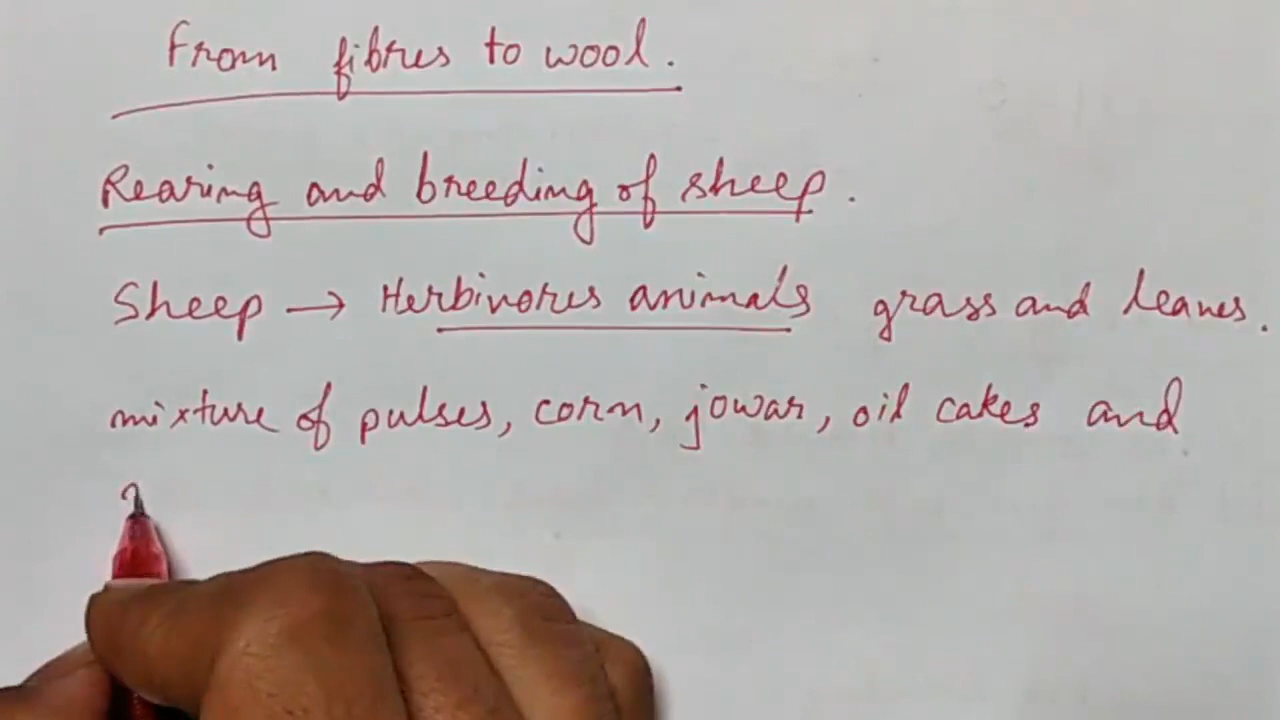 From fibres to wool.
Rearing and breeding of sheep.
Sheep → Herbivores animals grass and leaves.
mixture of pulses, corn, jowar, oil cakes and